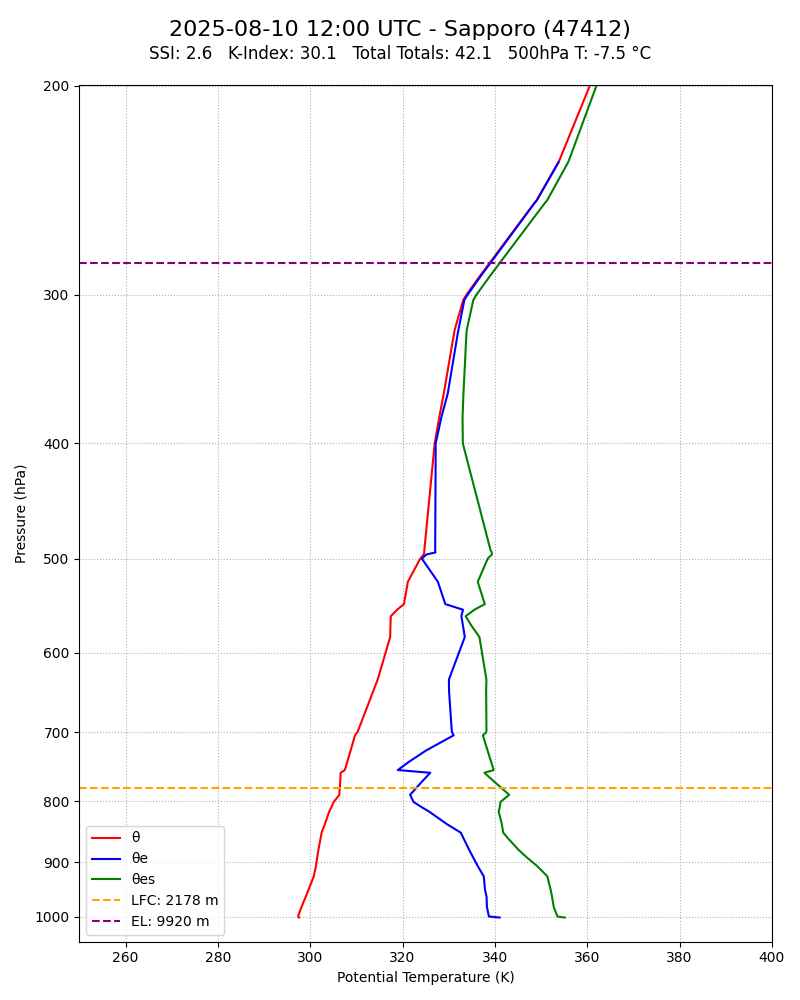 2025-08-10 12:00 UTC - Sapporo (47412)
SSI: 2.6   K-Index: 30.1   Total Totals: 42.1   500hPa T: -7.5 °C
200
300
400
500
600
700
800
900
1000
Pressure (hPa)
θ
θe
θes
LFC: 2178 m
EL: 9920 m
260 280 300 320 340 360 380 400
Potential Temperature (K)